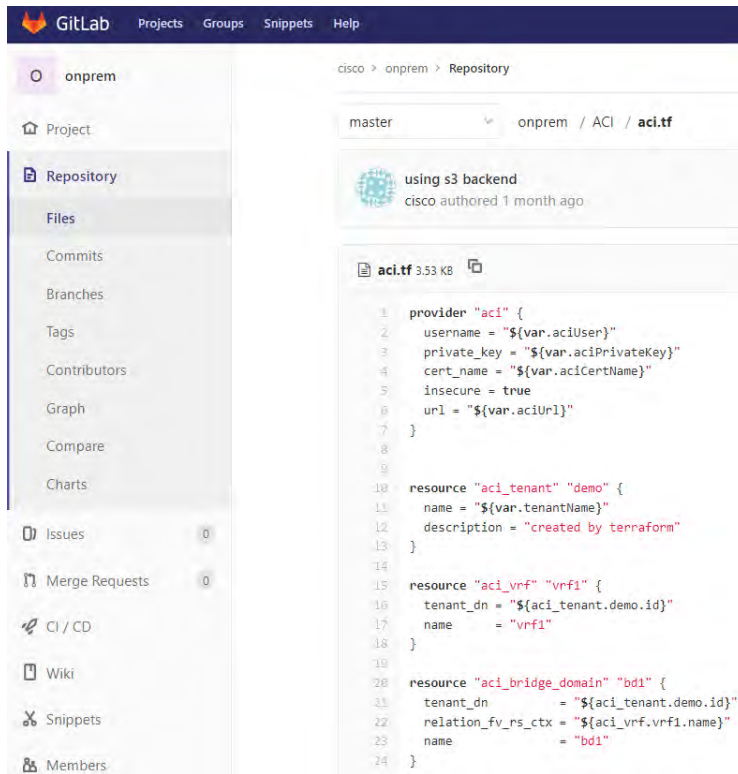 GitLab Projects Groups Snippets Help
O onprem
Project
Repository
Files
Commits
Branches
Tags
Contributors
Graph
Compare
Charts
Issues 0
Merge Requests 0
CI / CD
Wiki
Snippets
Members
cisco > onprem > Repository
master onprem / ACI / aci.tf
using s3 backend
cisco authored 1 month ago
aci.tf 3.53 KB
1 provider "aci" {
2   username = "${var.aciUser}"
3   private_key = "${var.aciPrivateKey}"
4   cert_name = "${var.aciCertName}"
5   insecure = true
6   url = "${var.aciUrl}"
7 }
8
9
10 resource "aci_tenant" "demo" {
11   name = "${var.tenantName}"
12   description = "created by terraform"
13 }
14
15 resource "aci_vrf" "vrf1" {
16   tenant_dn = "${aci_tenant.demo.id}"
17   name      = "vrf1"
18 }
19
20 resource "aci_bridge_domain" "bd1" {
21   tenant_dn          = "${aci_tenant.demo.id}"
22   relation_fv_rs_ctx = "${aci_vrf.vrf1.name}"
23   name               = "bd1"
24 }